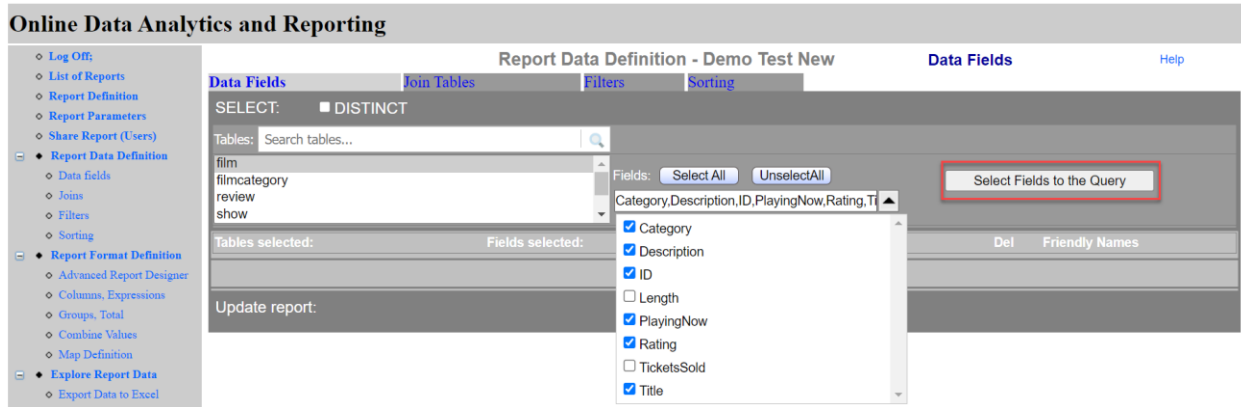 Online Data Analytics and Reporting
Log Off;
List of Reports
Report Definition
Report Parameters
Share Report (Users)
Report Data Definition
Data fields
Joins
Filters
Sorting
Report Format Definition
Advanced Report Designer
Columns, Expressions
Groups, Total
Combine Values
Map Definition
Explore Report Data
Export Data to Excel
Report Data Definition - Demo Test New
Data Fields
Help
Data Fields Join Tables Filters Sorting
SELECT: DISTINCT
Tables: Search tables...
film
filmcategory
review
show
Fields: Select All UnselectAll
Category,Description,ID,PlayingNow,Rating,Ti
Select Fields to the Query
Category
Description
ID
Length
PlayingNow
Rating
TicketsSold
Title
Tables selected: Fields selected: Del Friendly Names
Update report: